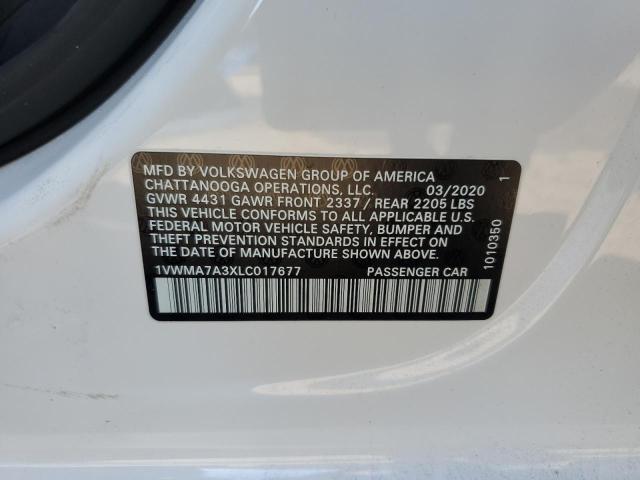 MFD BY VOLKSWAGEN GROUP OF AMERICA
CHATTANOOGA OPERATIONS, LLC. 03/2020
GVWR 4431 GAWR FRONT 2337 / REAR 2205 LBS
THIS VEHICLE CONFORMS TO ALL APPLICABLE U.S.
FEDERAL MOTOR VEHICLE SAFETY, BUMPER AND
THEFT PREVENTION STANDARDS IN EFFECT ON
THE DATE OF MANUFACTURE SHOWN ABOVE.
1VWMA7A3XLC017677 PASSENGER CAR
1010350 1